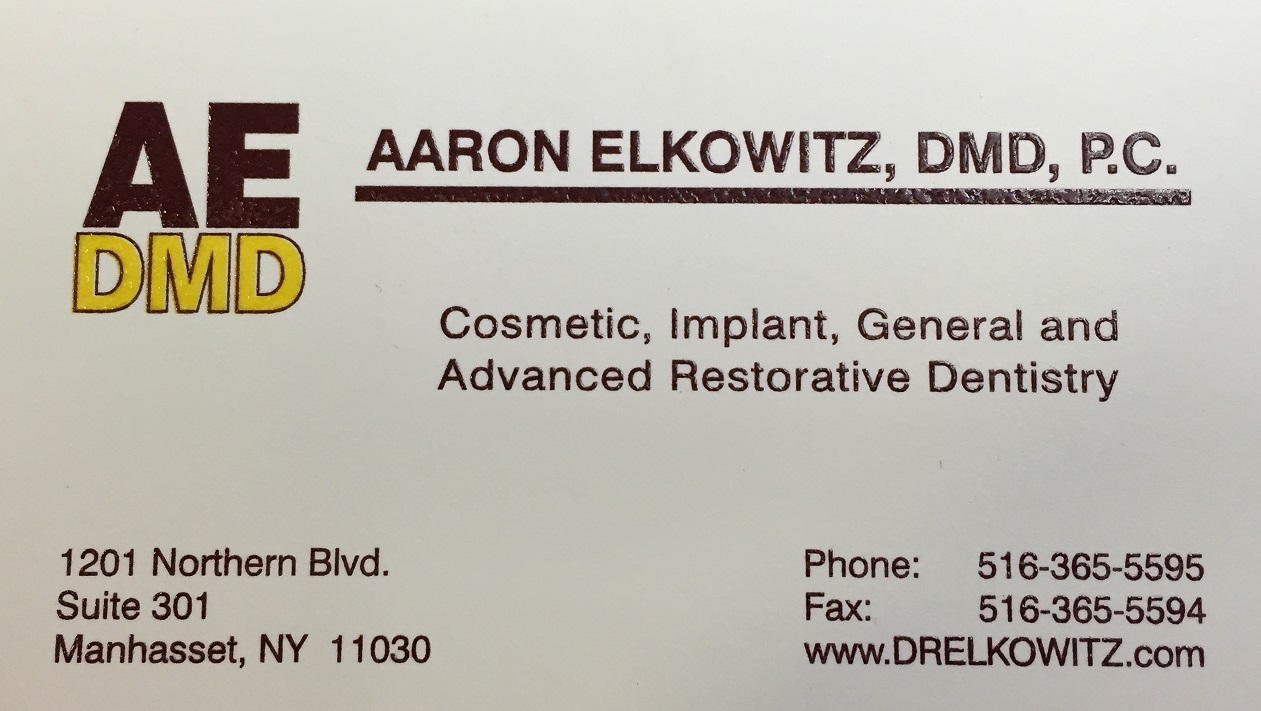 AE
DMD
AARON ELKOWITZ, DMD, P.C.
Cosmetic, Implant, General and
Advanced Restorative Dentistry
1201 Northern Blvd.
Suite 301
Manhasset, NY 11030
Phone: 516-365-5595
Fax: 516-365-5594
www.DRELKOWITZ.com